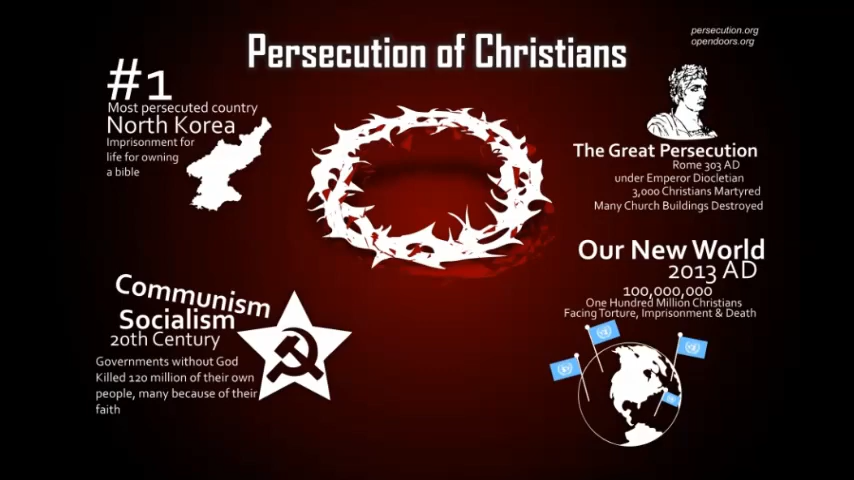 Persecution of Christians
persecution.org
opendoors.org
#1
Most persecuted country
North Korea
Imprisonment for
life for owning
a bible
The Great Persecution
Rome 303 AD
under Emperor Diocletian
3,000 Christians Martyred
Many Church Buildings Destroyed
Our New World
2013 AD
100,000,000
One Hundred Million Christians
Facing Torture, Imprisonment & Death
Communism
Socialism
20th Century
Governments without God
Killed 120 million of their own
people, many because of their
faith